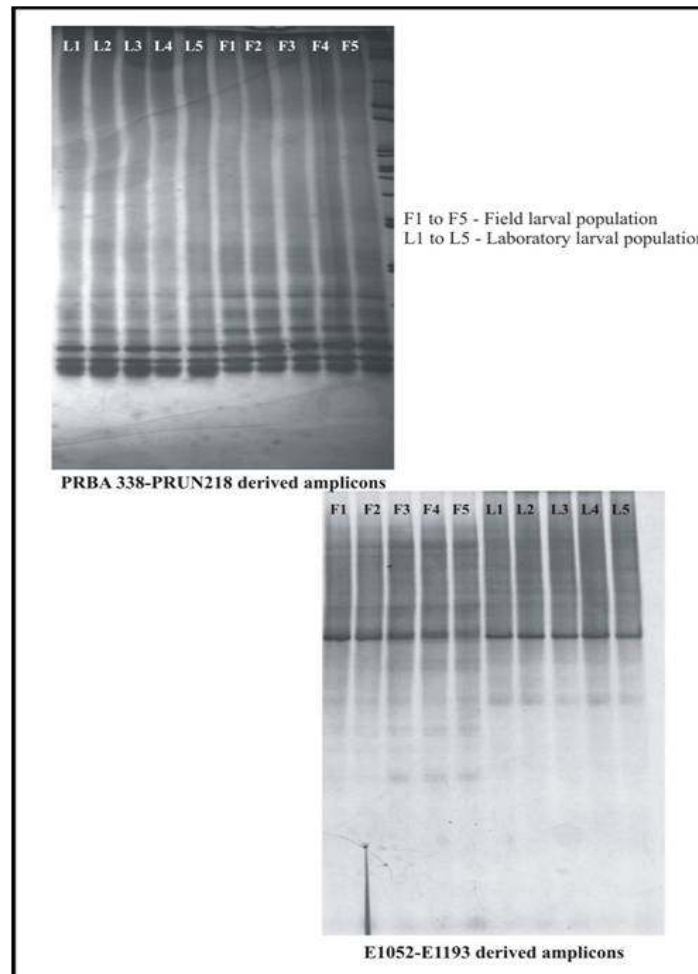 L1 L2 L3 L4 L5 F1 F2 F3 F4 F5
F1 to F5 - Field larval population
L1 to L5 - Laboratory larval population
PRBA 338-PRUN218 derived amplicons
F1 F2 F3 F4 F5 L1 L2 L3 L4 L5
E1052-E1193 derived amplicons